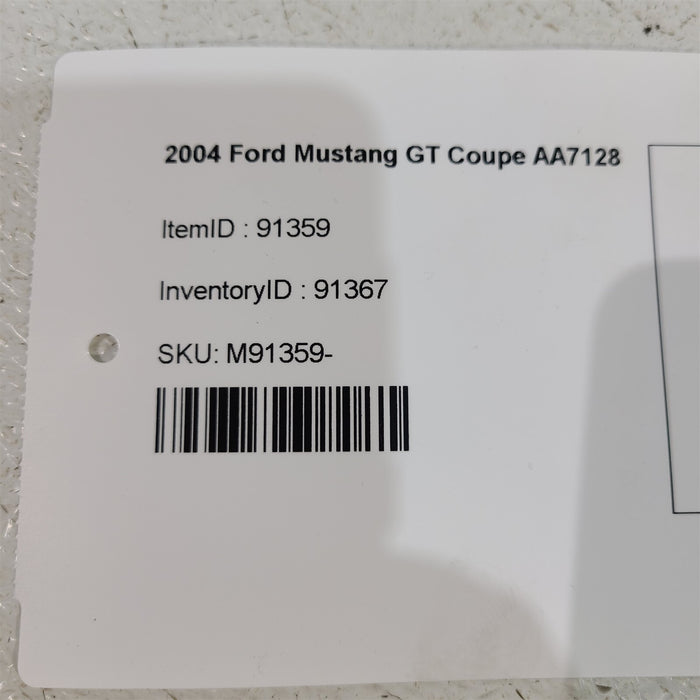 2004 Ford Mustang GT Coupe AA7128
ItemID : 91359
InventoryID : 91367
SKU: M91359-